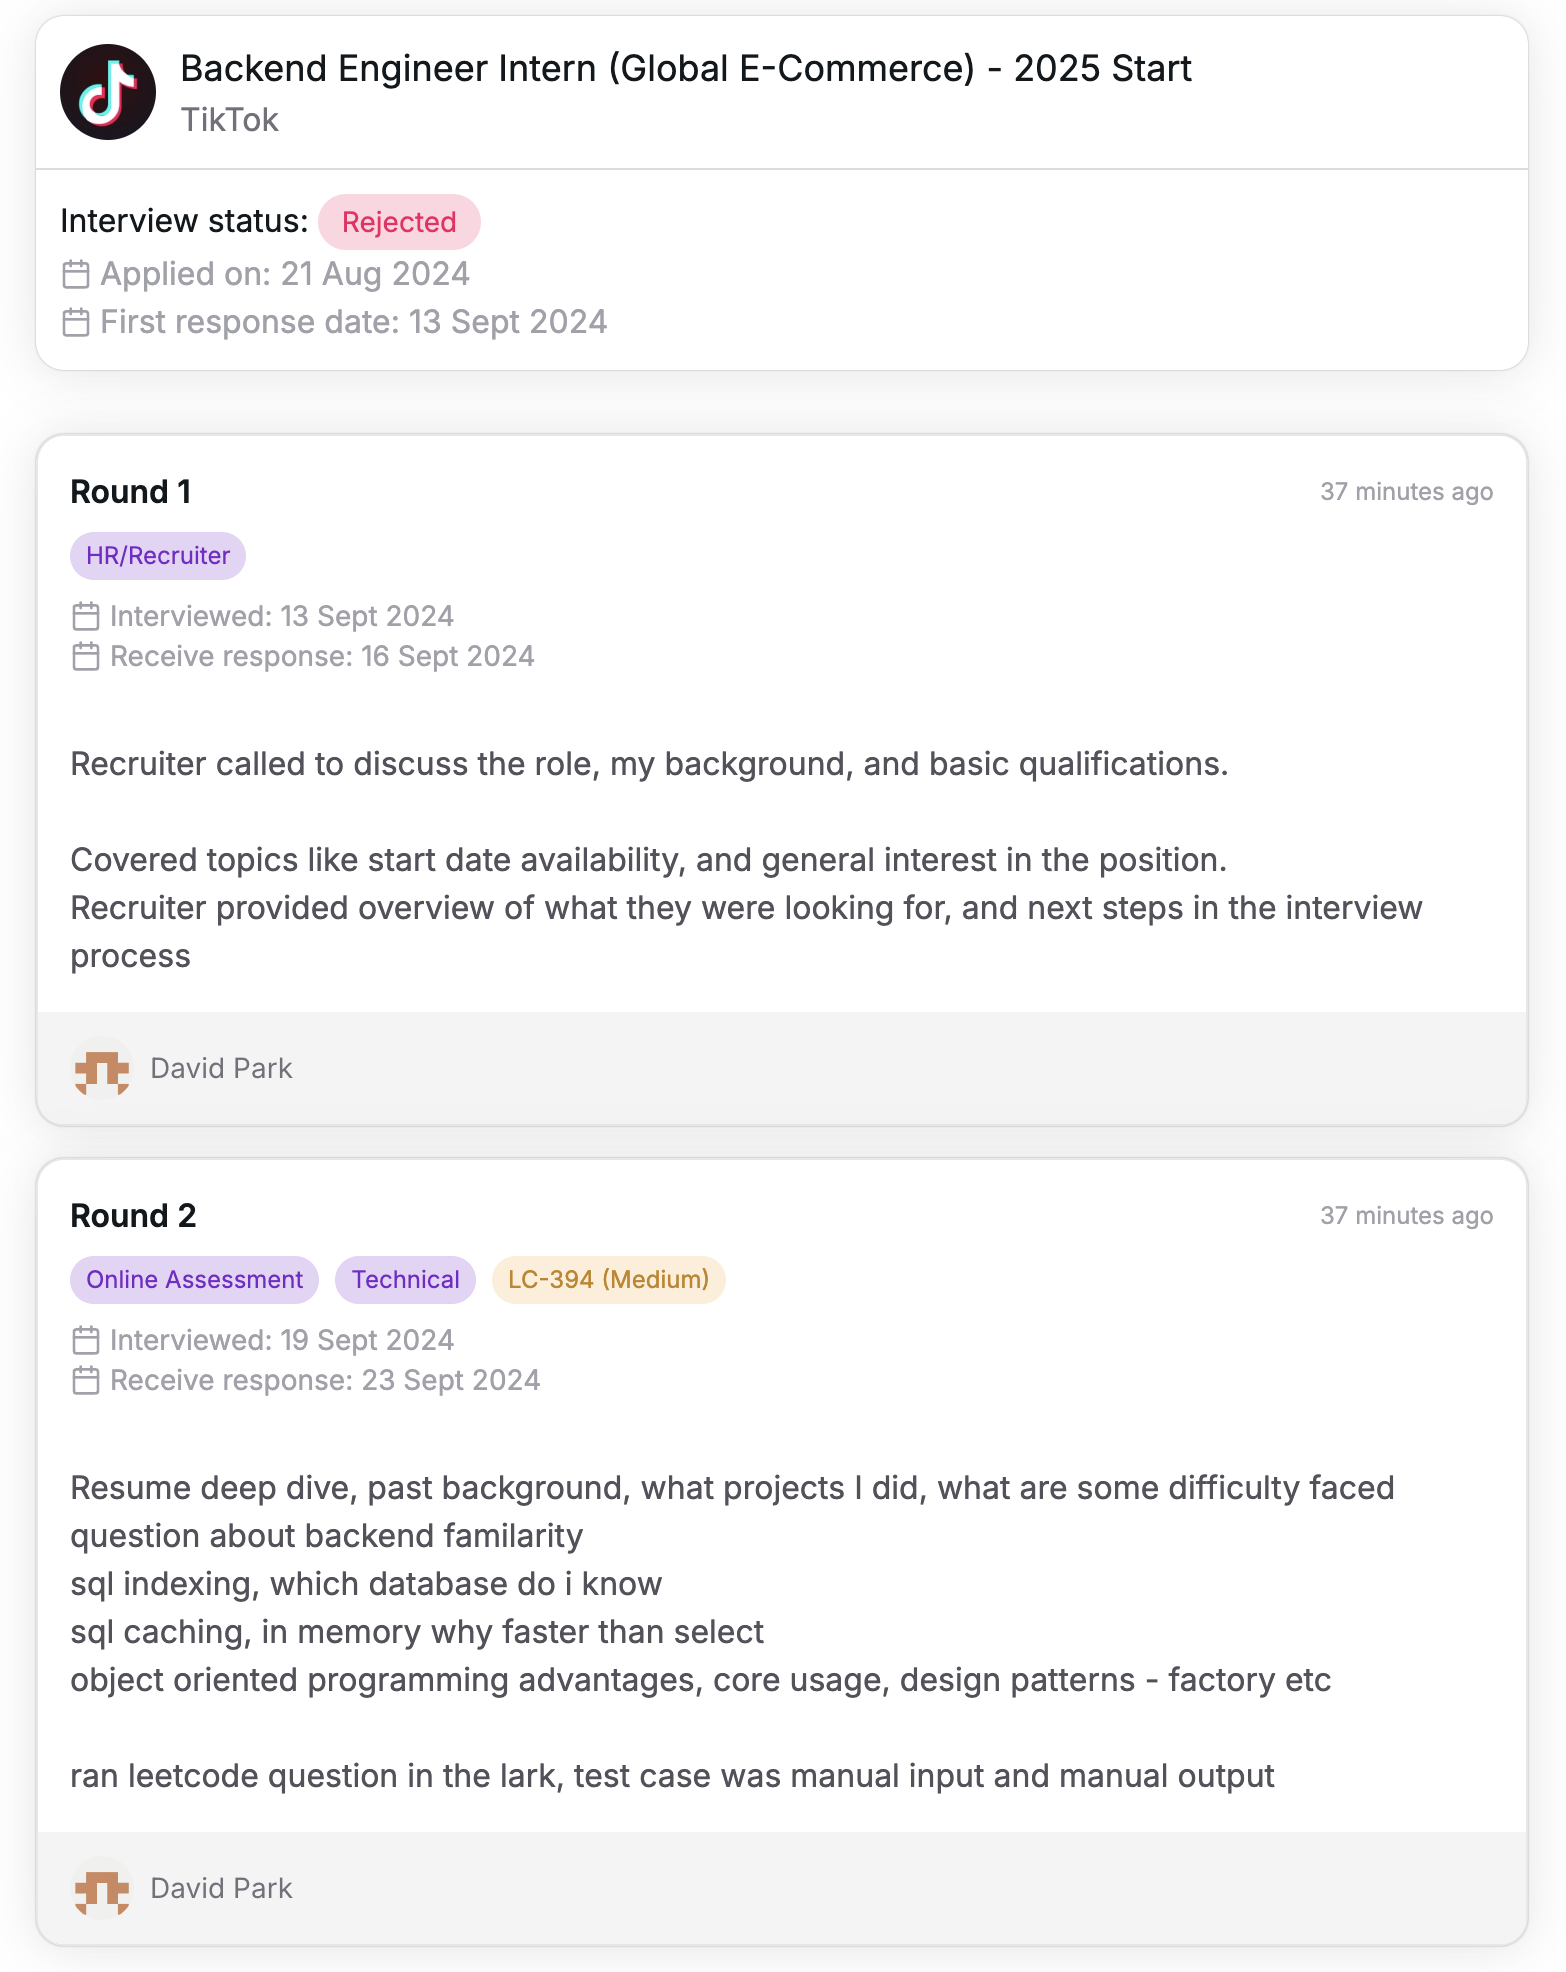 Backend Engineer Intern (Global E-Commerce) - 2025 Start
TikTok
Interview status: Rejected
Applied on: 21 Aug 2024
First response date: 13 Sept 2024
Round 1
37 minutes ago
HR/Recruiter
Interviewed: 13 Sept 2024
Receive response: 16 Sept 2024
Recruiter called to discuss the role, my background, and basic qualifications.
Covered topics like start date availability, and general interest in the position.
Recruiter provided overview of what they were looking for, and next steps in the interview
process
David Park
Round 2
37 minutes ago
Online Assessment Technical LC-394 (Medium)
Interviewed: 19 Sept 2024
Receive response: 23 Sept 2024
Resume deep dive, past background, what projects I did, what are some difficulty faced
question about backend familarity
sql indexing, which database do i know
sql caching, in memory why faster than select
object oriented programming advantages, core usage, design patterns - factory etc
ran leetcode question in the lark, test case was manual input and manual output
David Park